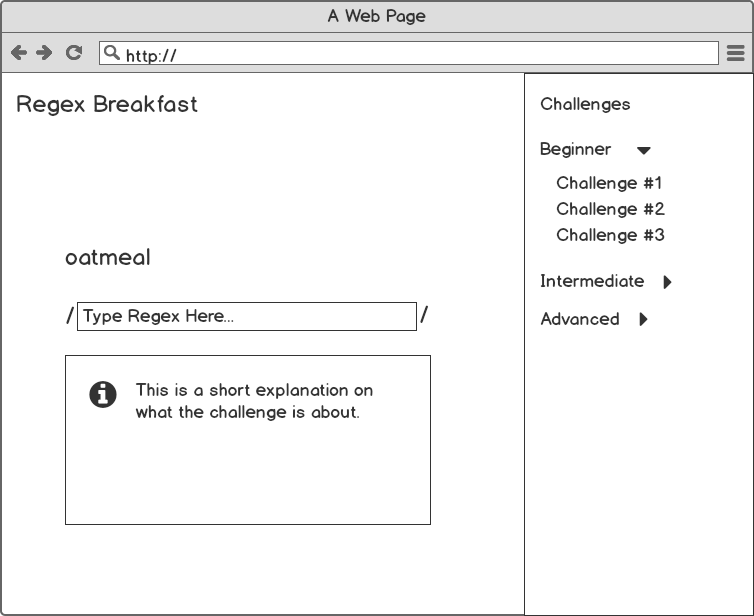 A Web Page
http://
Regex Breakfast
oatmeal
/ Type Regex Here... /
This is a short explanation on
what the challenge is about.
Challenges
Beginner
Challenge #1
Challenge #2
Challenge #3
Intermediate
Advanced